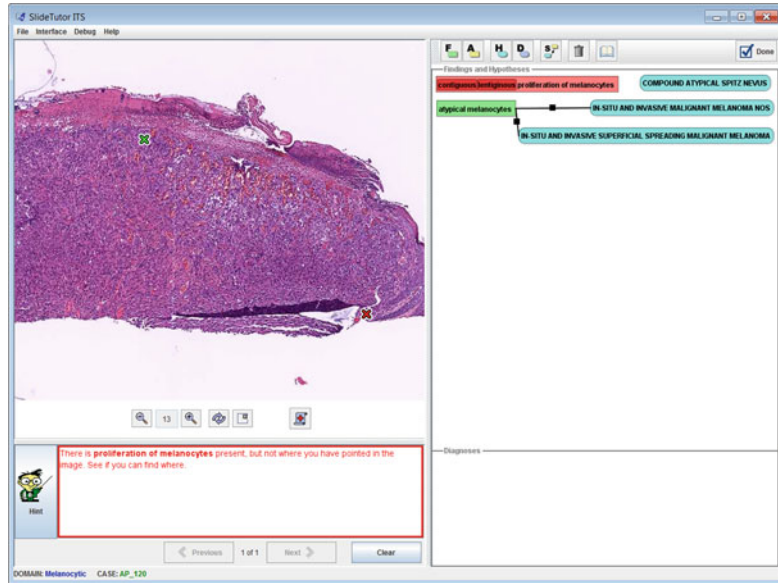 SlideTutor ITS
File Interface Debug Help
F A H D S
Done
Findings and Hypotheses
contiguous lentiginous proliferation of melanocytes
COMPOUND ATYPICAL SPITZ NEVUS
atypical melanocytes
IN-SITU AND INVASIVE MALIGNANT MELANOMA NOS
IN-SITU AND INVASIVE SUPERFICIAL SPREADING MALIGNANT MELANOMA
13
There is proliferation of melanocytes present, but not where you have pointed in the
image. See if you can find where.
Hint
Previous 1 of 1 Next Clear
Diagnoses
DOMAIN: Melanocytic CASE: AP_120